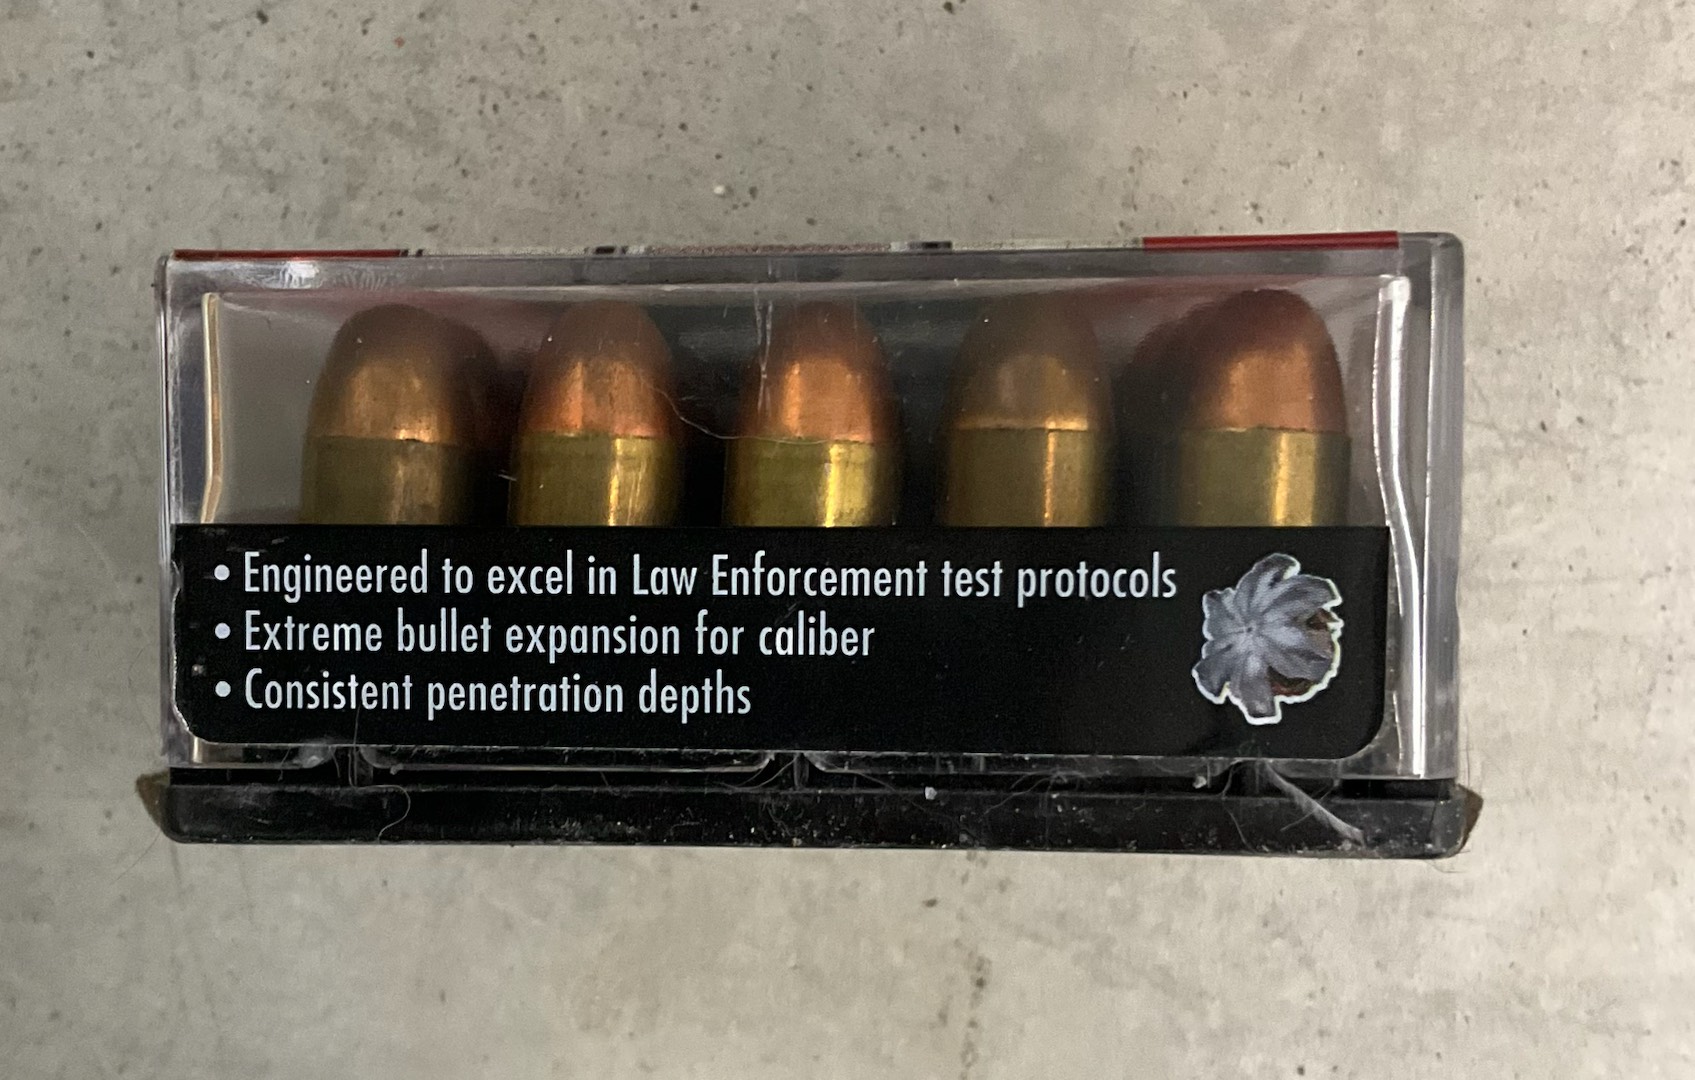 • Engineered to excel in Law Enforcement test protocols
• Extreme bullet expansion for caliber
• Consistent penetration depths